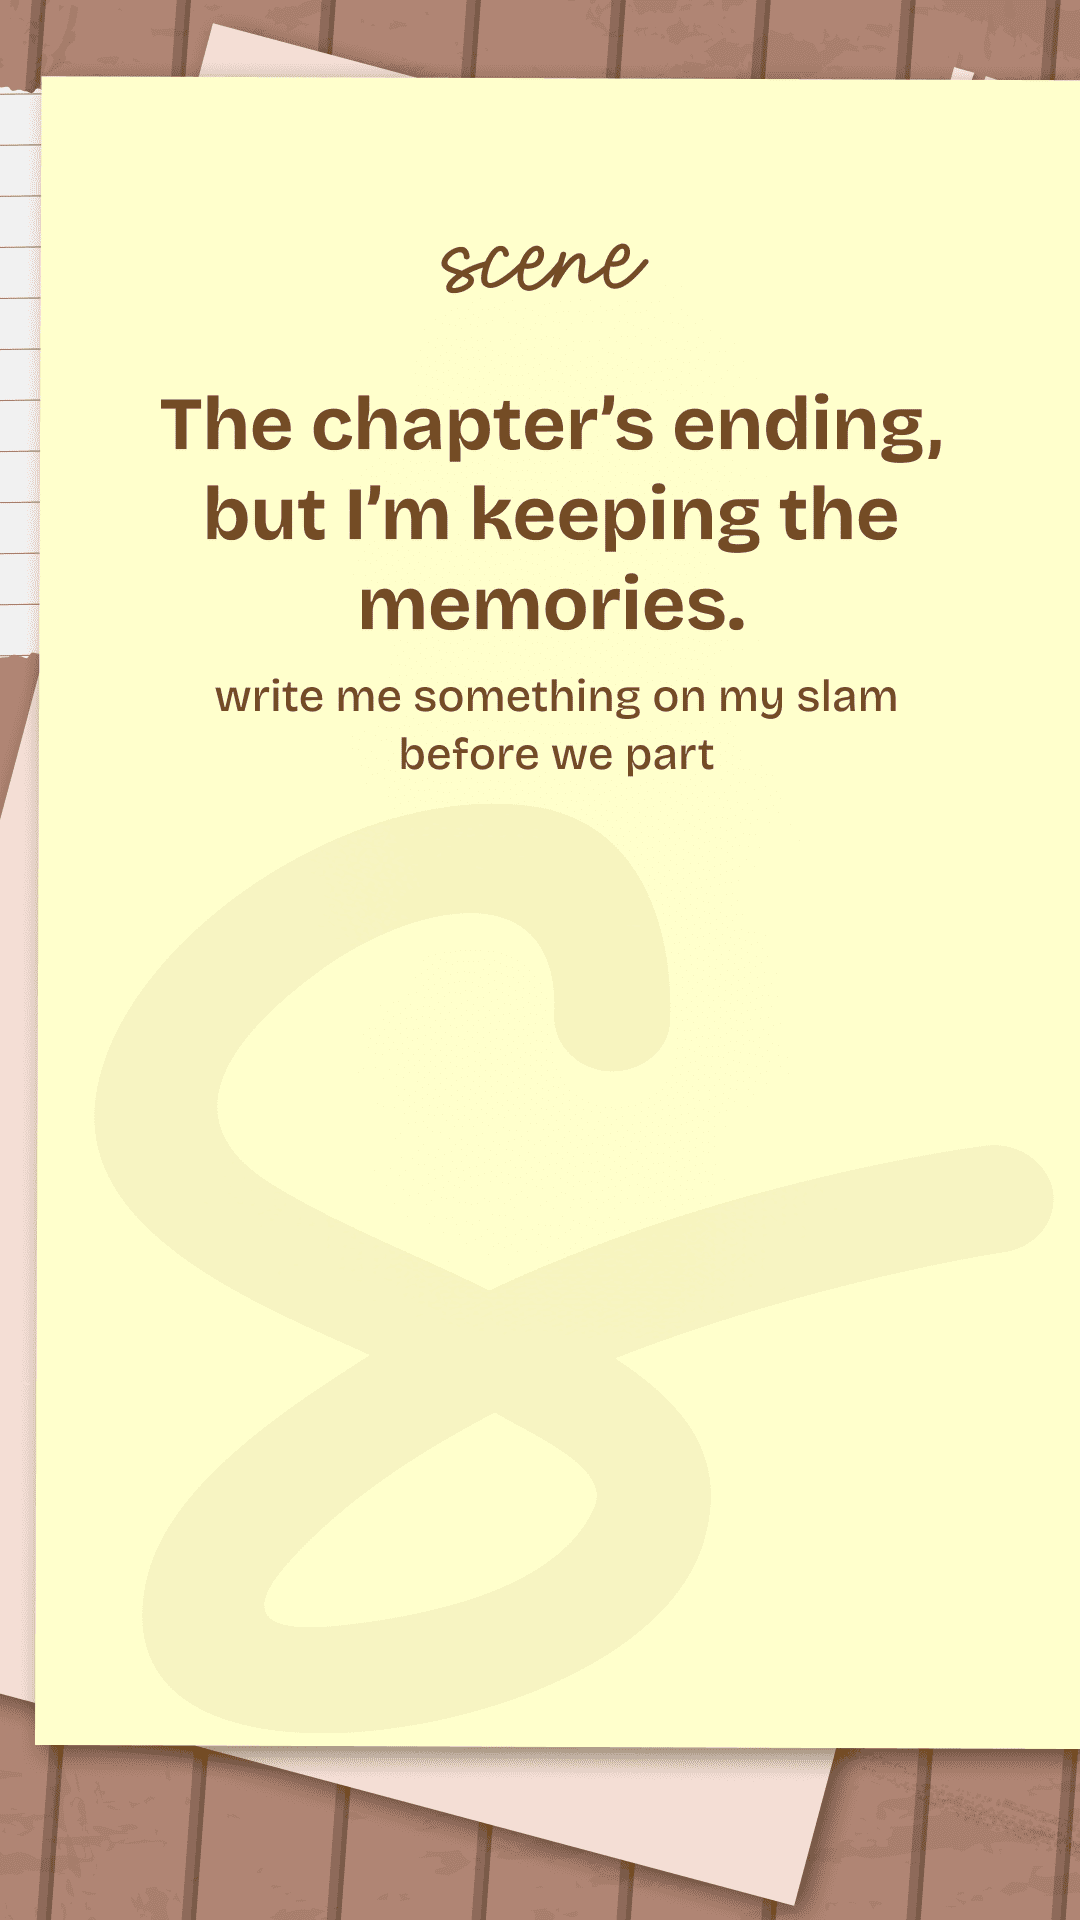 scene
The chapter’s ending,
but I’m keeping the
memories.
write me something on my slam
before we part